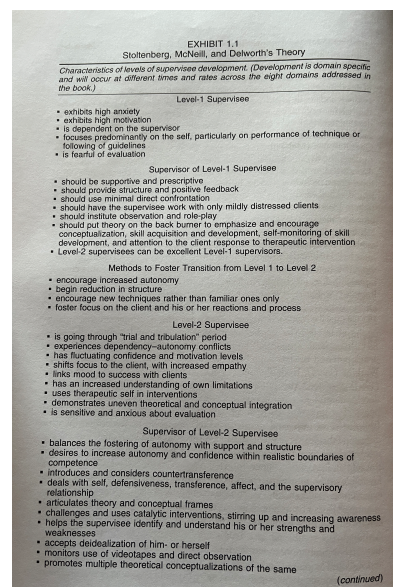 EXHIBIT 1.1
Stoltenberg, McNeill, and Delworth's Theory
Characteristics of levels of supervisee development. (Development is domain specific
and will occur at different times and rates across the eight domains addressed in
the book.)
Level-1 Supervisee
• exhibits high anxiety
• exhibits high motivation
• is dependent on the supervisor
• focuses predominantly on the self, particularly on performance of technique or
following of guidelines
• is fearful of evaluation
Supervisor of Level-1 Supervisee
• should be supportive and prescriptive
• should provide structure and positive feedback
• should use minimal direct confrontation
• should have the supervisee work with only mildly distressed clients
• should institute observation and role-play
• should put theory on the back burner to emphasize and encourage
conceptualization, skill acquisition and development, self-monitoring of skill
development, and attention to the client response to therapeutic intervention
• Level-2 supervisees can be excellent Level-1 supervisors.
Methods to Foster Transition from Level 1 to Level 2
• encourage increased autonomy
• begin reduction in structure
• encourage new techniques rather than familiar ones only
• foster focus on the client and his or her reactions and process
Level-2 Supervisee
• is going through "trial and tribulation" period
• experiences dependency–autonomy conflicts
• has fluctuating confidence and motivation levels
• shifts focus to the client, with increased empathy
• links mood to success with clients
• has an increased understanding of own limitations
• uses therapeutic self in interventions
• demonstrates uneven theoretical and conceptual integration
• is sensitive and anxious about evaluation
Supervisor of Level-2 Supervisee
• balances the fostering of autonomy with support and structure
• desires to increase autonomy and confidence within realistic boundaries of
competence
• introduces and considers countertransference
• deals with self, defensiveness, transference, affect, and the supervisory
relationship
• articulates theory and conceptual frames
• challenges and uses catalytic interventions, stirring up and increasing awareness
• helps the supervisee identify and understand his or her strengths and
weaknesses
• accepts deidealization of him- or herself
• monitors use of videotapes and direct observation
• promotes multiple theoretical conceptualizations of the same
(continued)